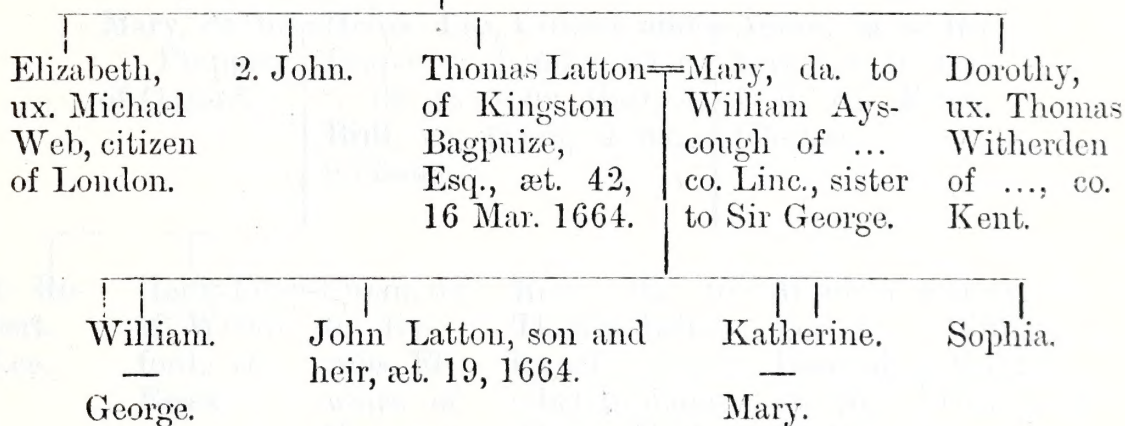 Elizabeth,
ux. Michael
Web, citizen
of London.
2. John.
Thomas Latton
of Kingston
Bagpuize,
Esq., æt. 42,
16 Mar. 1664.
Mary, da. to
William Ays-
cough of ...
co. Linc., sister
to Sir George.
Dorothy,
ux. Thomas
Witherden
of ..., co.
Kent.
William.
—
George.
John Latton, son and
heir, æt. 19, 1664.
Katherine.
—
Mary.
Sophia.